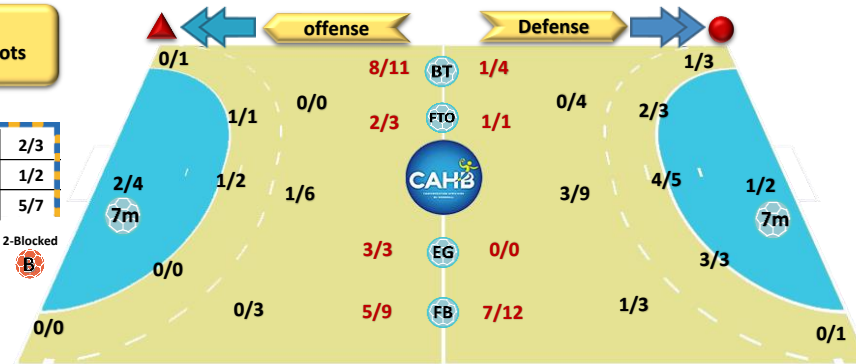 offense
Defense
ots
0/1
8/11 BT 1/4
1/3
1/1
0/0
2/3 FTO 1/1
0/4
2/3
2/3
1/2
5/7
2/4
7m
1/2
1/6
CAHB
3/9
4/5
1/2
7m
2-Blocked
B
0/0
3/3 EG 0/0
3/3
0/0
0/3
5/9 FB 7/12
1/3
0/1